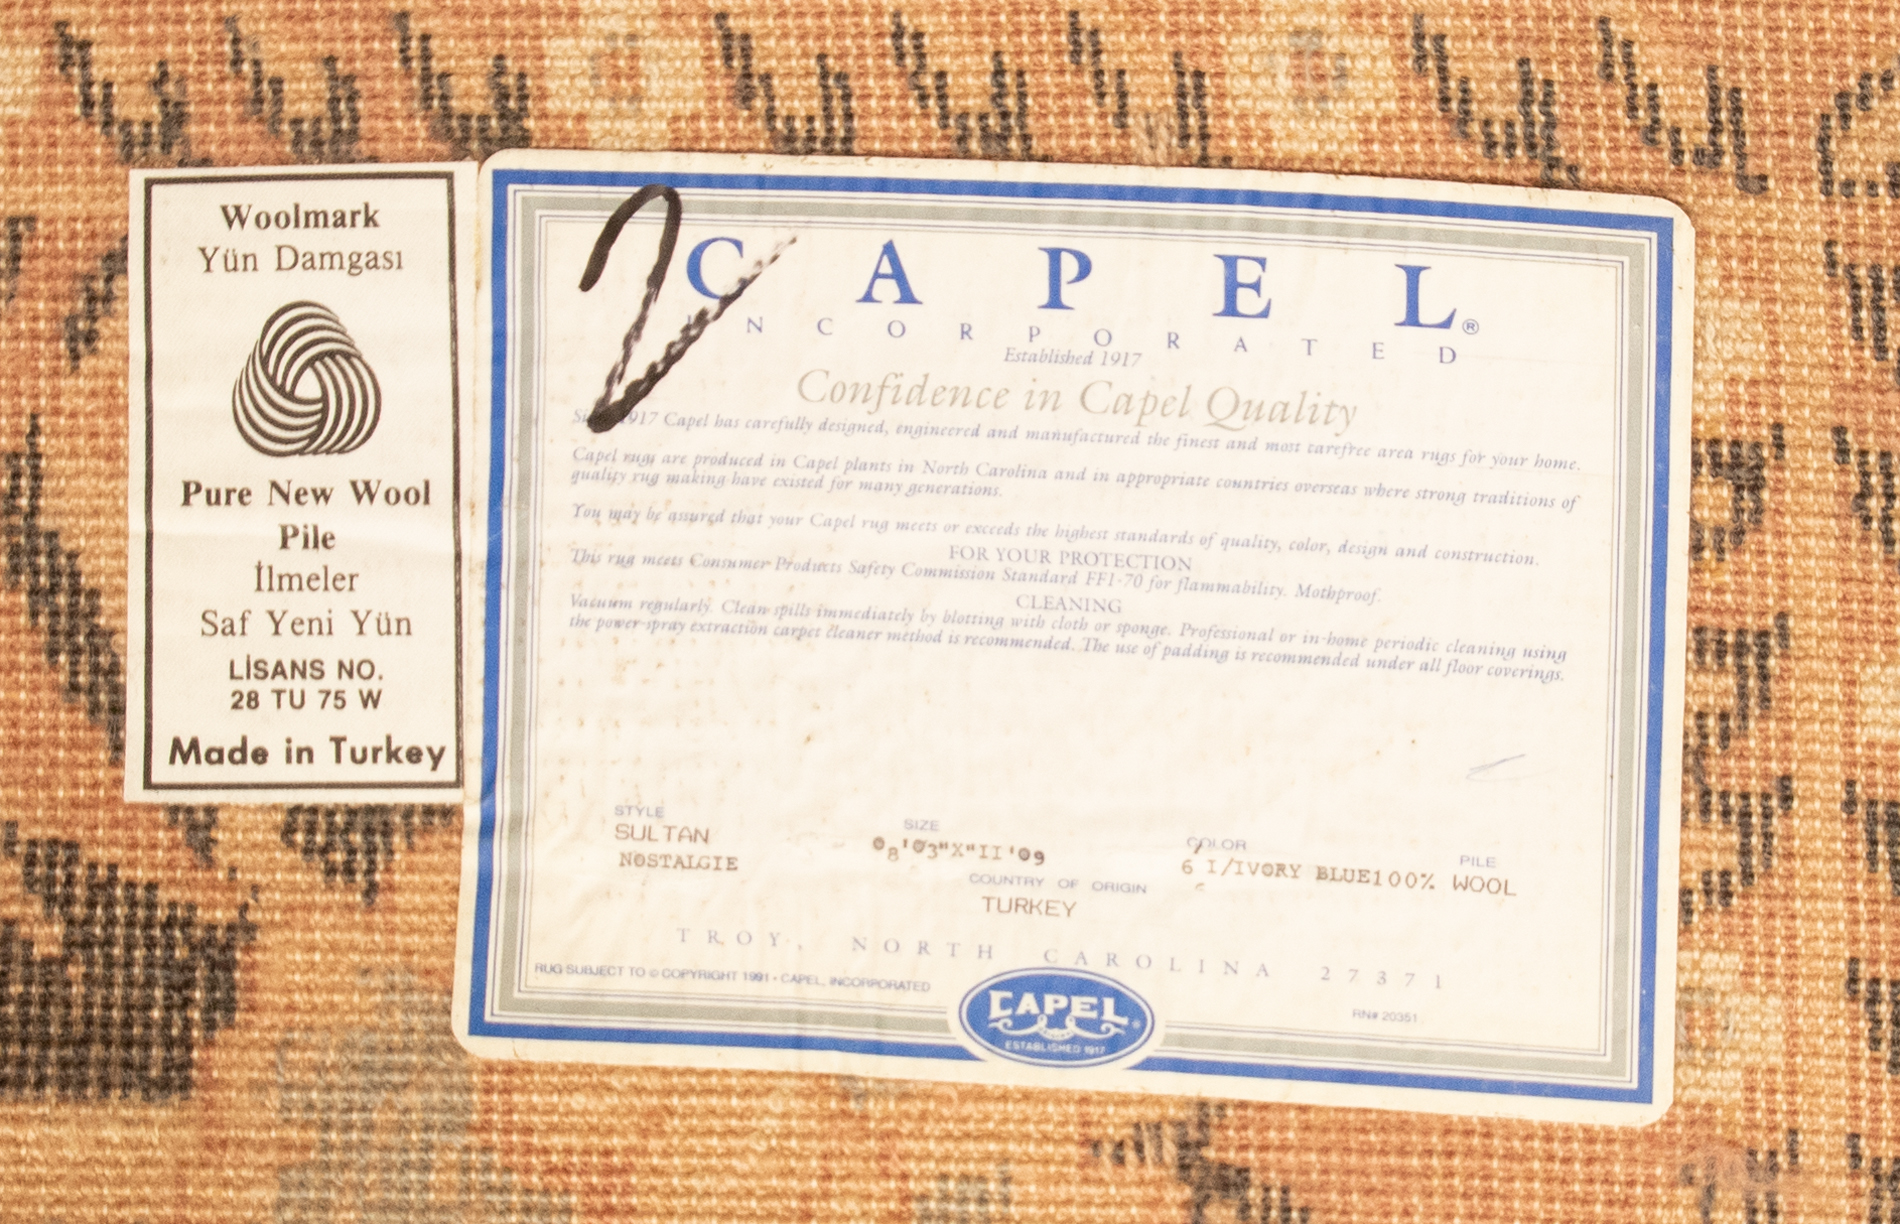 Woolmark
Yün Damgası
Pure New Wool
Pile
İlmeler
Saf Yeni Yün
LİSANS NO.
28 TU 75 W
Made in Turkey
CAPEL®
INCORPORATED
Established 1917
Confidence in Capel Quality
Since 1917 Capel has carefully designed, engineered and manufactured the finest and most carefree area rugs for your home.
Capel rugs are produced in Capel plants in North Carolina and in appropriate countries overseas where strong traditions of
quality rug making have existed for many generations.
You may be assured that your Capel rug meets or exceeds the highest standards of quality, color, design and construction.
FOR YOUR PROTECTION
This rug meets Consumer Products Safety Commission Standard FF1-70 for flammability. Mothproof.
CLEANING
Vacuum regularly. Clean spills immediately by blotting with cloth or sponge. Professional or in-home periodic cleaning using
the power-spray extraction carpet cleaner method is recommended. The use of padding is recommended under all floor coverings.
STYLE SIZE COLOR PILE
SULTAN 08'03"X"II'09 6 I/IVORY BLUE 100% WOOL
NOSTALGIE
COUNTRY OF ORIGIN
TURKEY
TROY, NORTH CAROLINA 27371
RUG SUBJECT TO © COPYRIGHT 1991 - CAPEL, INCORPORATED
RN# 20351
CAPEL®
ESTABLISHED 1917